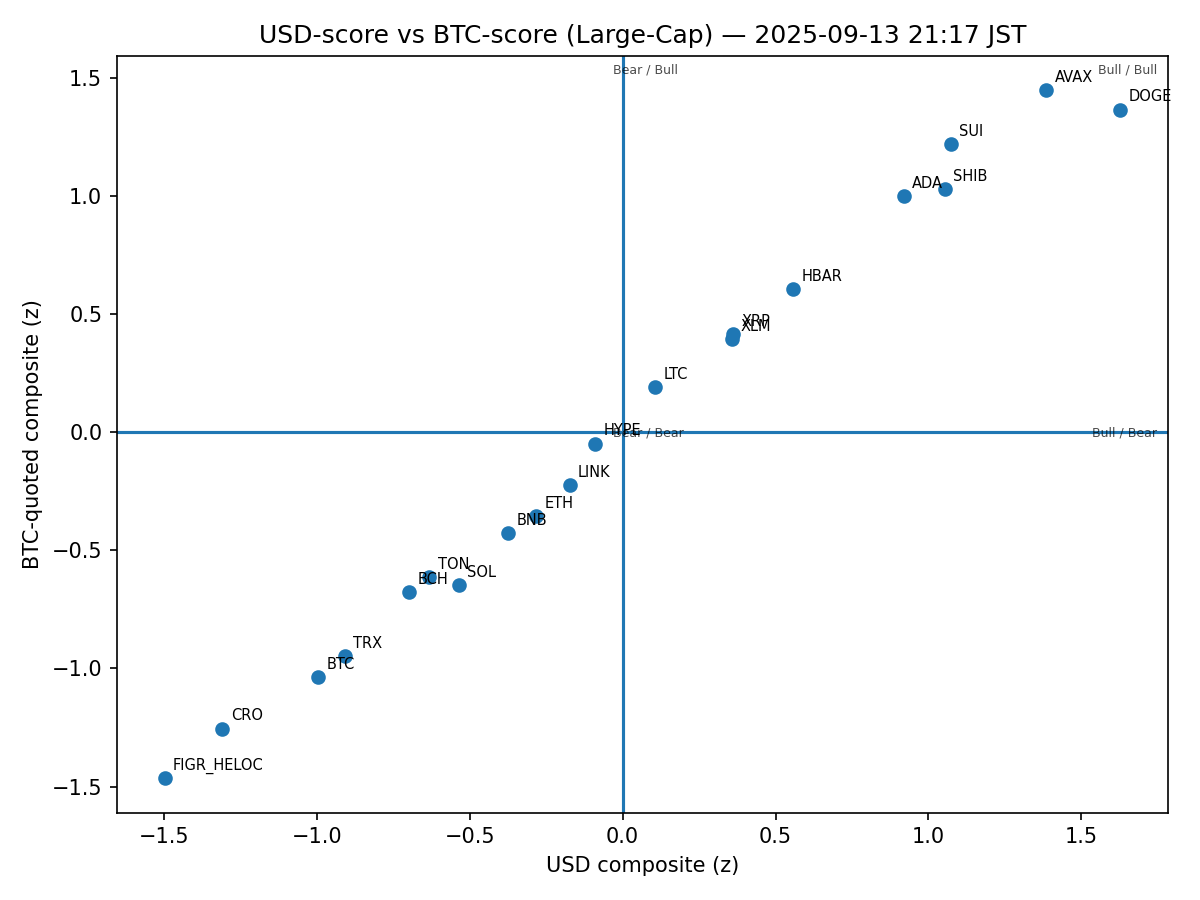 USD-score vs BTC-score (Large-Cap) — 2025-09-13 21:17 JST
Bear / Bull
Bull / Bull
AVAX
DOGE
SUI
SHIB
ADA
HBAR
XRP
XLM
LTC
HYPE
Bear / Bear
Bull / Bear
LINK
ETH
BNB
TON
SOL
BCH
TRX
BTC
CRO
FIGR_HELOC
1.5
1.0
0.5
0.0
−0.5
−1.0
−1.5
BTC-quoted composite (z)
−1.5
−1.0
−0.5
0.0
0.5
1.0
1.5
USD composite (z)